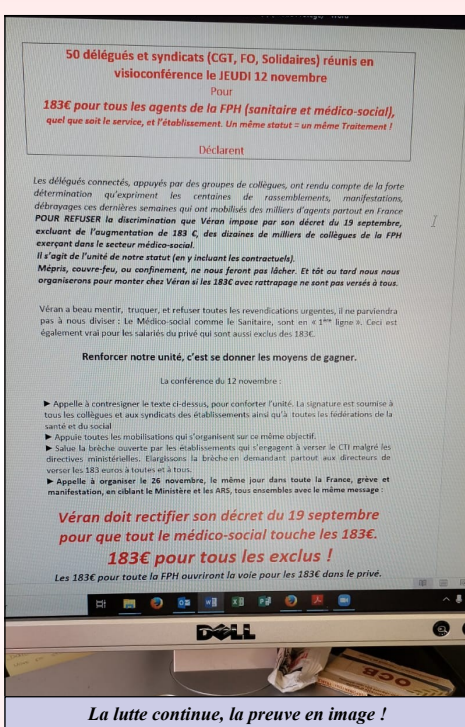 50 délégués et syndicats (CGT, FO, Solidaires) réunis en
visioconférence le JEUDI 12 novembre
Pour
183€ pour tous les agents de la FPH (sanitaire et médico-social),
quel que soit le service, et l'établissement. Un même statut = un même Traitement !
Déclarent
Les délégués connectés, appuyés par des groupes de collègues, ont rendu compte de la forte
détermination qu'expriment les centaines de rassemblements, manifestations,
débrayages ces dernières semaines qui ont mobilisés des milliers d'agents partout en France
POUR REFUSER la discrimination que Véran impose par son décret du 19 septembre,
excluant de l'augmentation de 183 €, des dizaines de milliers de collègues de la FPH
exerçant dans le secteur médico-social.
Il s'agit de l'unité de notre statut (en y incluant les contractuels).
Mépris, couvre-feu, ou confinement, ne nous feront pas lâcher. Et tôt ou tard nous nous
organiserons pour monter chez Véran si les 183€ avec rattrapage ne sont pas versés à tous.
Véran a beau mentir, truquer, et refuser toutes les revendications urgentes, il ne parviendra
pas à nous diviser : Le Médico-social comme le Sanitaire, sont en « 1ère ligne ». Ceci est
également vrai pour les salariés du privé qui sont aussi exclus des 183€.
Renforcer notre unité, c'est se donner les moyens de gagner.
La conférence du 12 novembre :
► Appelle à contresigner le texte ci-dessus, pour conforter l'unité. La signature est soumise à
tous les collègues et aux syndicats des établissements ainsi qu'à toutes les fédérations de la
santé et du social
► Appuie toutes les mobilisations qui s'organisent sur ce même objectif.
► Salue la brèche ouverte par les établissements qui s'engagent à verser le CTI malgré les
directives ministérielles. Elargissons la brèche en demandant partout aux directeurs de
verser les 183 euros à toutes et à tous.
► Appelle à organiser le 26 novembre, le même jour dans toute la France, grève et
manifestation, en ciblant le Ministère et les ARS, tous ensembles avec le même message :
Véran doit rectifier son décret du 19 septembre
pour que tout le médico-social touche les 183€.
183€ pour tous les exclus !
Les 183€ pour toute la FPH ouvriront la voie pour les 183€ dans le privé.
DELL
OCB
La lutte continue, la preuve en image !